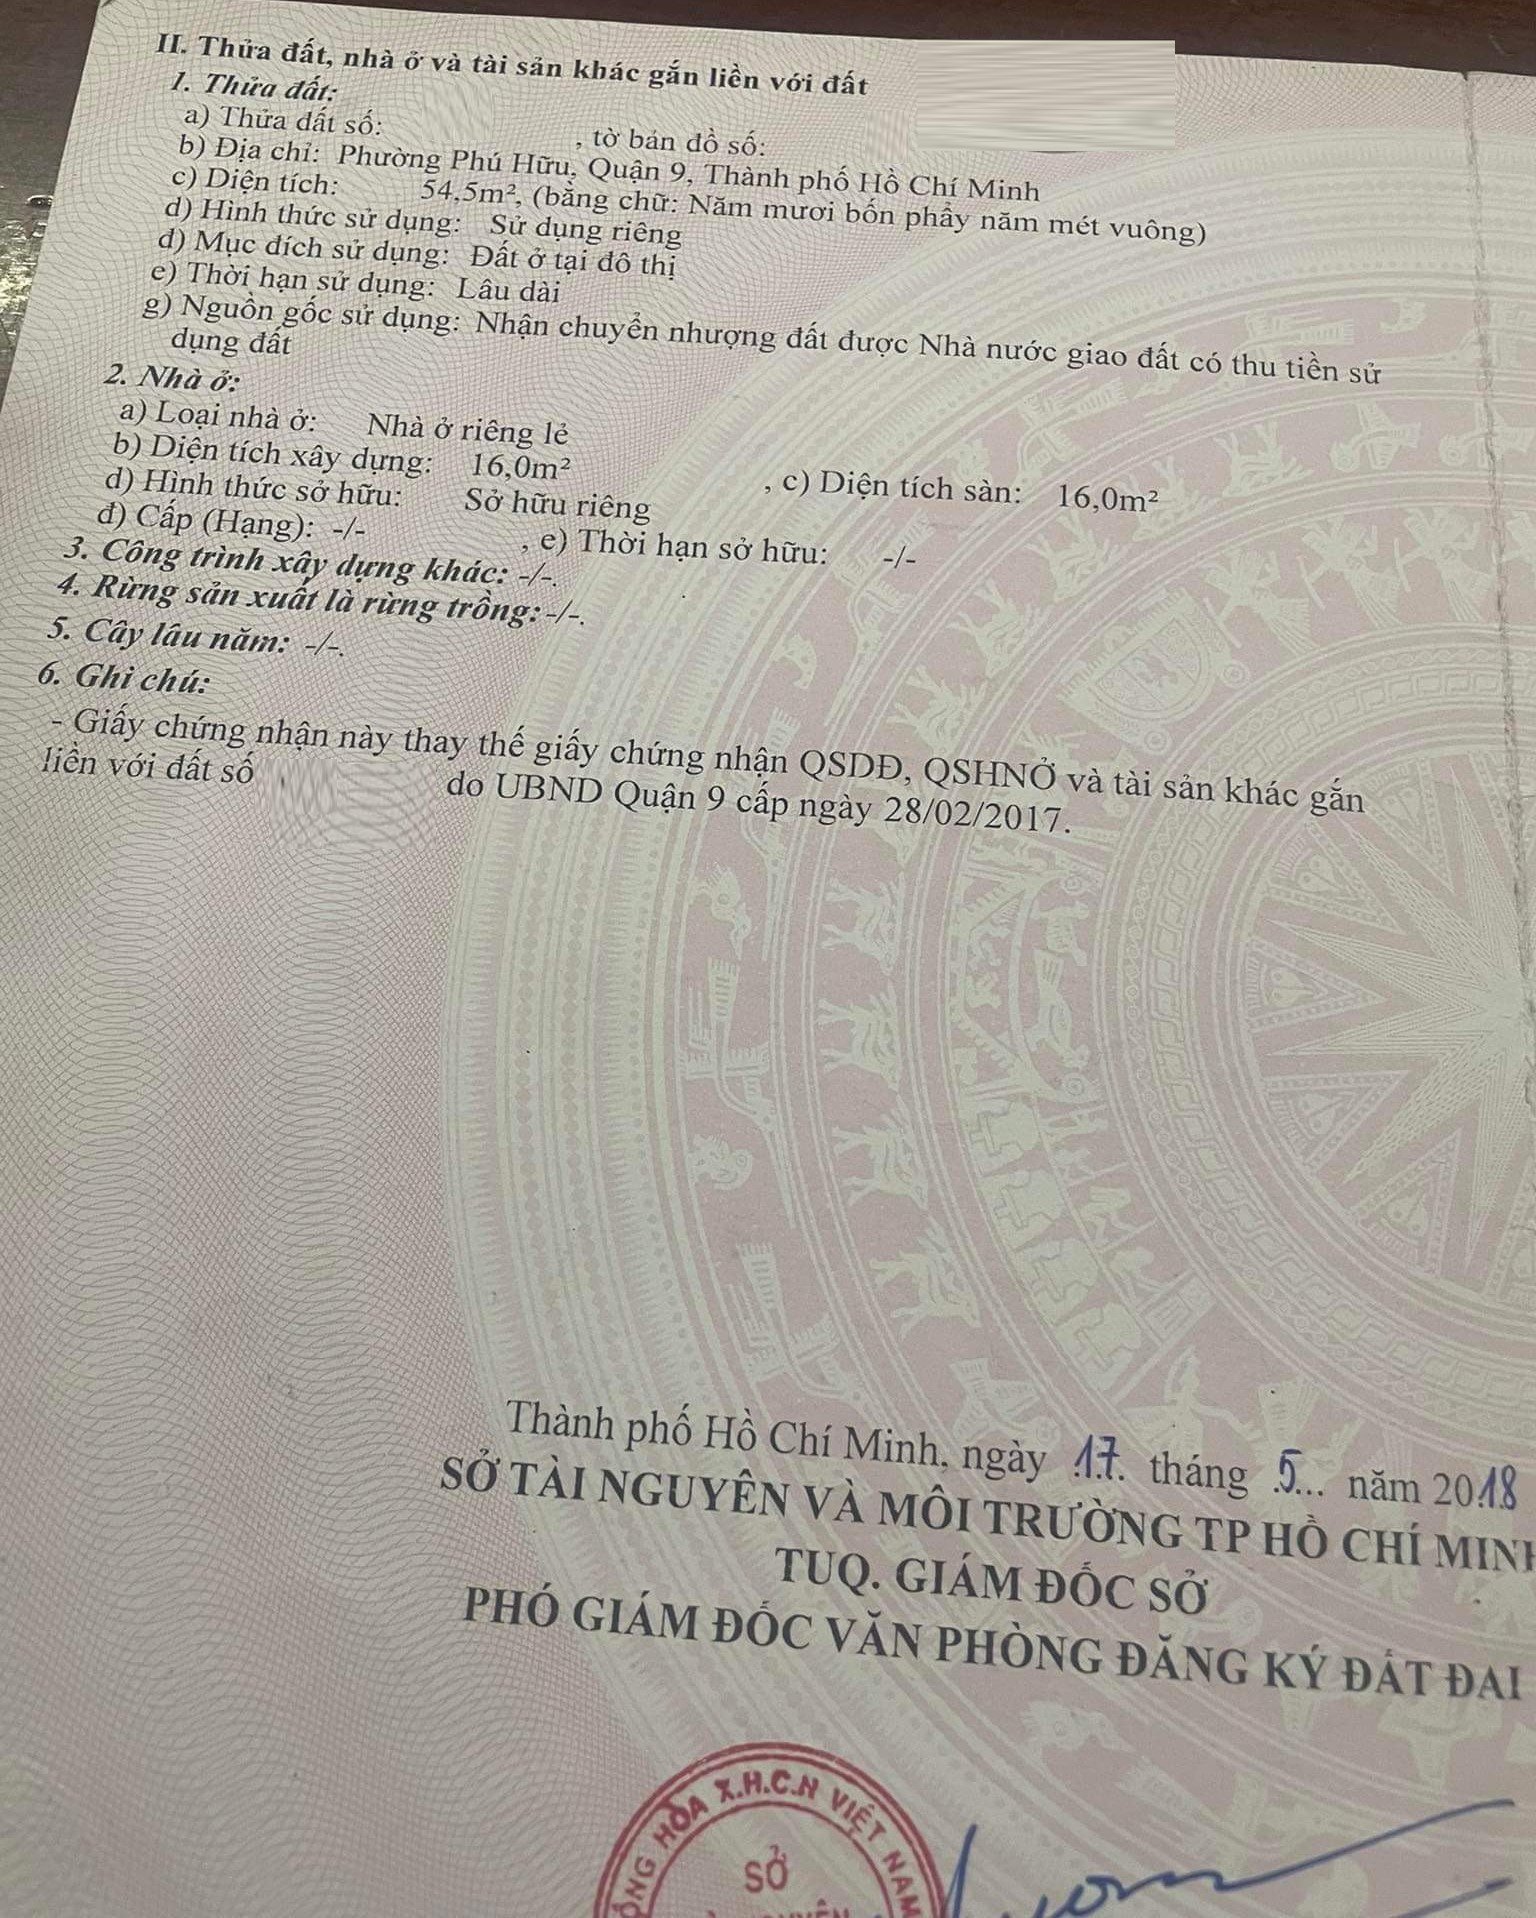 II. Thửa đất, nhà ở và tài sản khác gắn liền với đất
1. Thửa đất:
a) Thửa đất số: , tờ bản đồ số:
b) Địa chỉ: Phường Phú Hữu, Quận 9, Thành phố Hồ Chí Minh
c) Diện tích: 54,5m², (bằng chữ: Năm mươi bốn phẩy năm mét vuông)
d) Hình thức sử dụng: Sử dụng riêng
đ) Mục đích sử dụng: Đất ở tại đô thị
e) Thời hạn sử dụng: Lâu dài
g) Nguồn gốc sử dụng: Nhận chuyển nhượng đất được Nhà nước giao đất có thu tiền sử
dụng đất
2. Nhà ở:
a) Loại nhà ở: Nhà ở riêng lẻ
b) Diện tích xây dựng: 16,0m² , c) Diện tích sàn: 16,0m²
d) Hình thức sở hữu: Sở hữu riêng
đ) Cấp (Hạng): -/- , e) Thời hạn sở hữu: -/-
3. Công trình xây dựng khác: -/-.
4. Rừng sản xuất là rừng trồng: -/-.
5. Cây lâu năm: -/-.
6. Ghi chú:
- Giấy chứng nhận này thay thế giấy chứng nhận QSDĐ, QSHNỞ và tài sản khác gắn
liền với đất số do UBND Quận 9 cấp ngày 28/02/2017.
Thành phố Hồ Chí Minh, ngày 17 tháng 5... năm 2018
SỞ TÀI NGUYÊN VÀ MÔI TRƯỜNG TP HỒ CHÍ MINH
TUQ. GIÁM ĐỐC SỞ
PHÓ GIÁM ĐỐC VĂN PHÒNG ĐĂNG KÝ ĐẤT ĐAI
HÒA X.H.C.N VIỆT NAM
SỞ